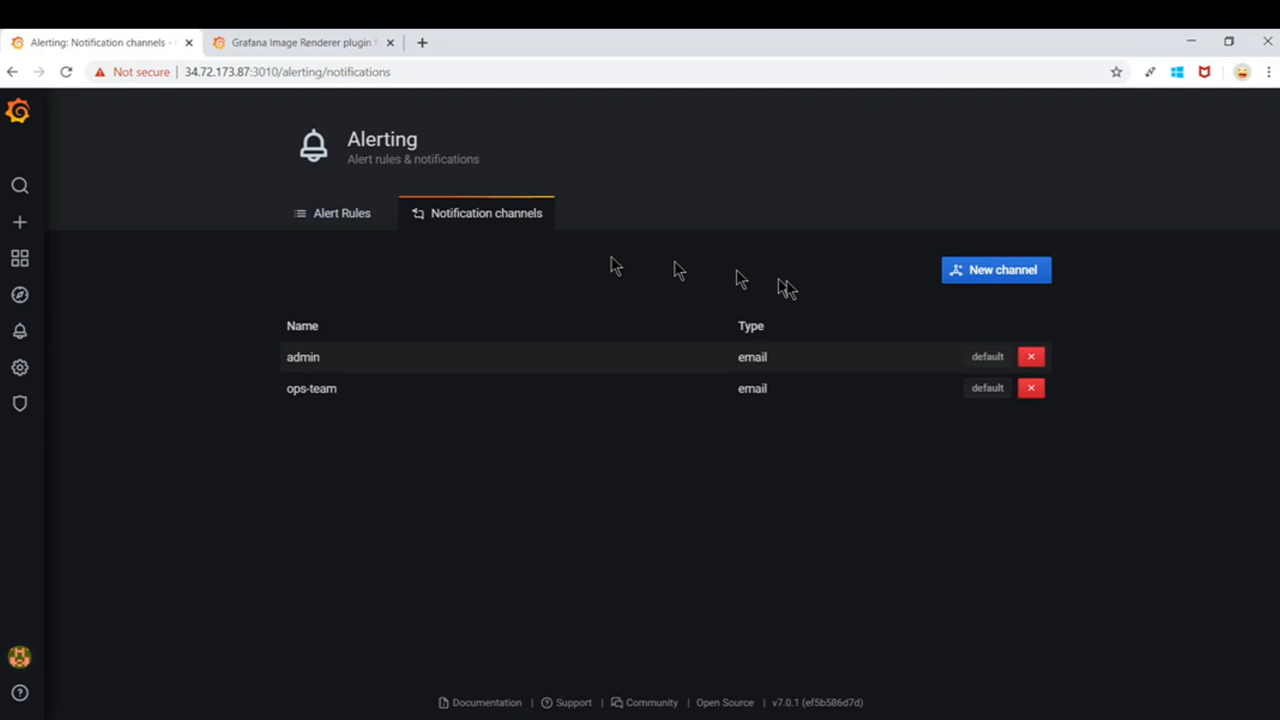 Alerting: Notification channels -
Grafana Image Renderer plugin f
Not secure | 34.72.173.87:3010/alerting/notifications
Alerting
Alert rules & notifications
Alert Rules
Notification channels
New channel
Name Type
admin email default
ops-team email default
Documentation | Support | Community | Open Source | v7.0.1 (ef5b586d7d)